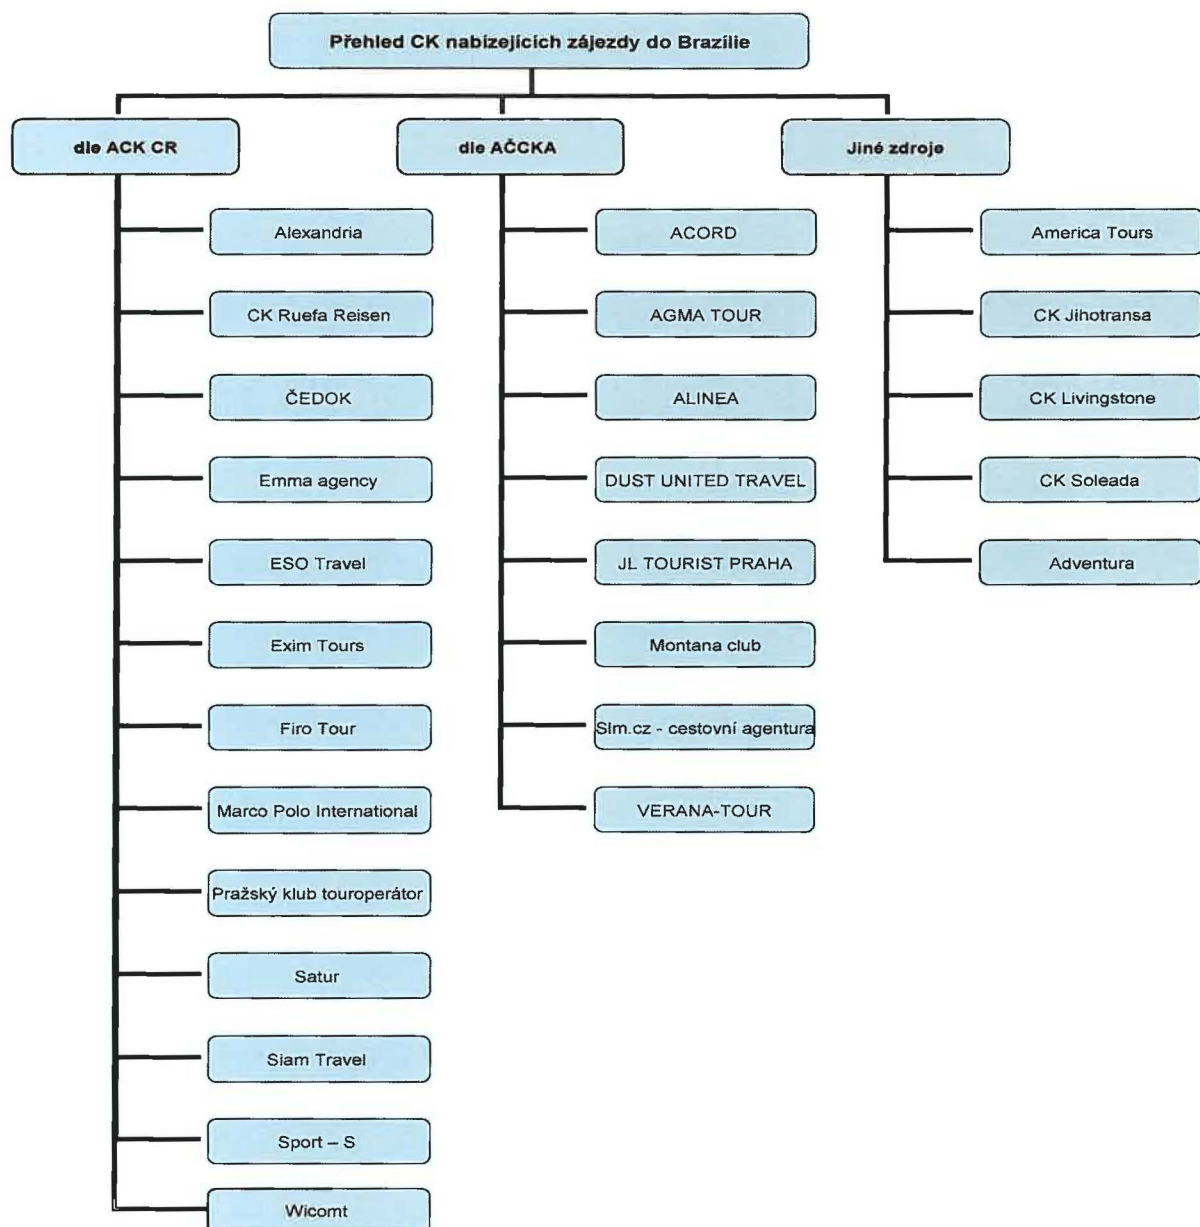 Přehled CK nabízejících zájezdy do Brazílie
dle ACK CR
dle AČCKA
Jiné zdroje
Alexandria
CK Ruefa Reisen
ČEDOK
Emma agency
ESO Travel
Exim Tours
Firo Tour
Marco Polo International
Pražský klub touroperátor
Satur
Siam Travel
Sport – S
Wicomt
ACORD
AGMA TOUR
ALINEA
DUST UNITED TRAVEL
JL TOURIST PRAHA
Montana club
Slm.cz - cestovní agentura
VERANA-TOUR
America Tours
CK Jihotransa
CK Livingstone
CK Soleada
Adventura